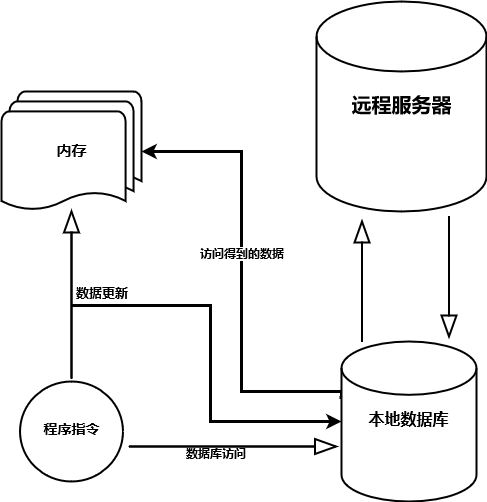 远程服务器
内存
访问得到的数据
数据更新
本地数据库
程序指令
数据库访问